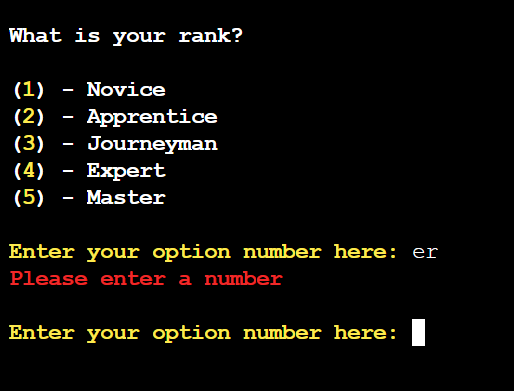 What is your rank?
(1) - Novice
(2) - Apprentice
(3) - Journeyman
(4) - Expert
(5) - Master
Enter your option number here: er
Please enter a number
Enter your option number here: